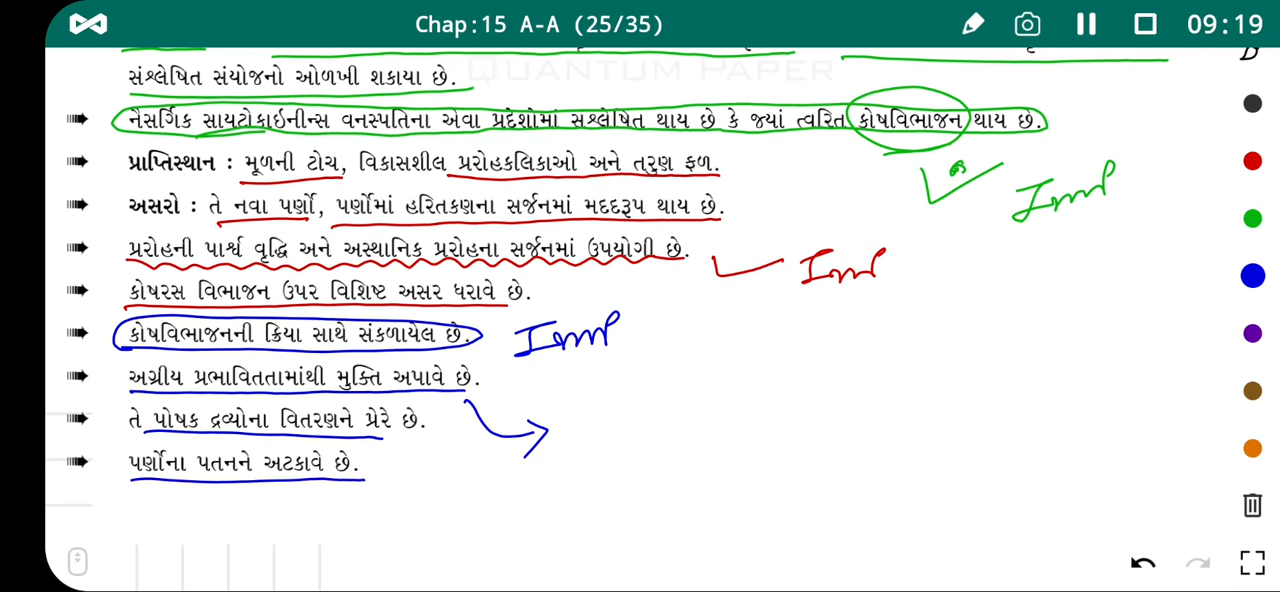 Chap:15 A-A (25/35)
09:19
QUANTUM PAPER
સંશ્લેષિત સંયોજનો ઓળખી શકાયા છે.
નૈસર્ગિક સાયટોકાઇનીન્સ વનસ્પતિના એવા પ્રદેશોમાં સંશ્લેષિત થાય છે કે જ્યાં ત્વરિત કોષવિભાજન થાય છે.
પ્રાપ્તિસ્થાન : મૂળની ટોચ, વિકાસશીલ પ્રરોહકલિકાઓ અને તરુણ ફળ.
Imp
અસરો : તે નવા પર્ણો, પર્ણોમાં હરિતકણના સર્જનમાં મદદરૂપ થાય છે.
પ્રરોહની પાર્શ્વ વૃદ્ધિ અને અસ્થાનિક પ્રરોહના સર્જનમાં ઉપયોગી છે.
Imp
કોષરસ વિભાજન ઉપર વિશિષ્ટ અસર ધરાવે છે.
કોષવિભાજનની ક્રિયા સાથે સંકળાયેલ છે. Imp
અગ્રીય પ્રભાવિતતામાંથી મુક્તિ અપાવે છે.
તે પોષક દ્રવ્યોના વિતરણને પ્રેરે છે.
પર્ણોના પતનને અટકાવે છે.